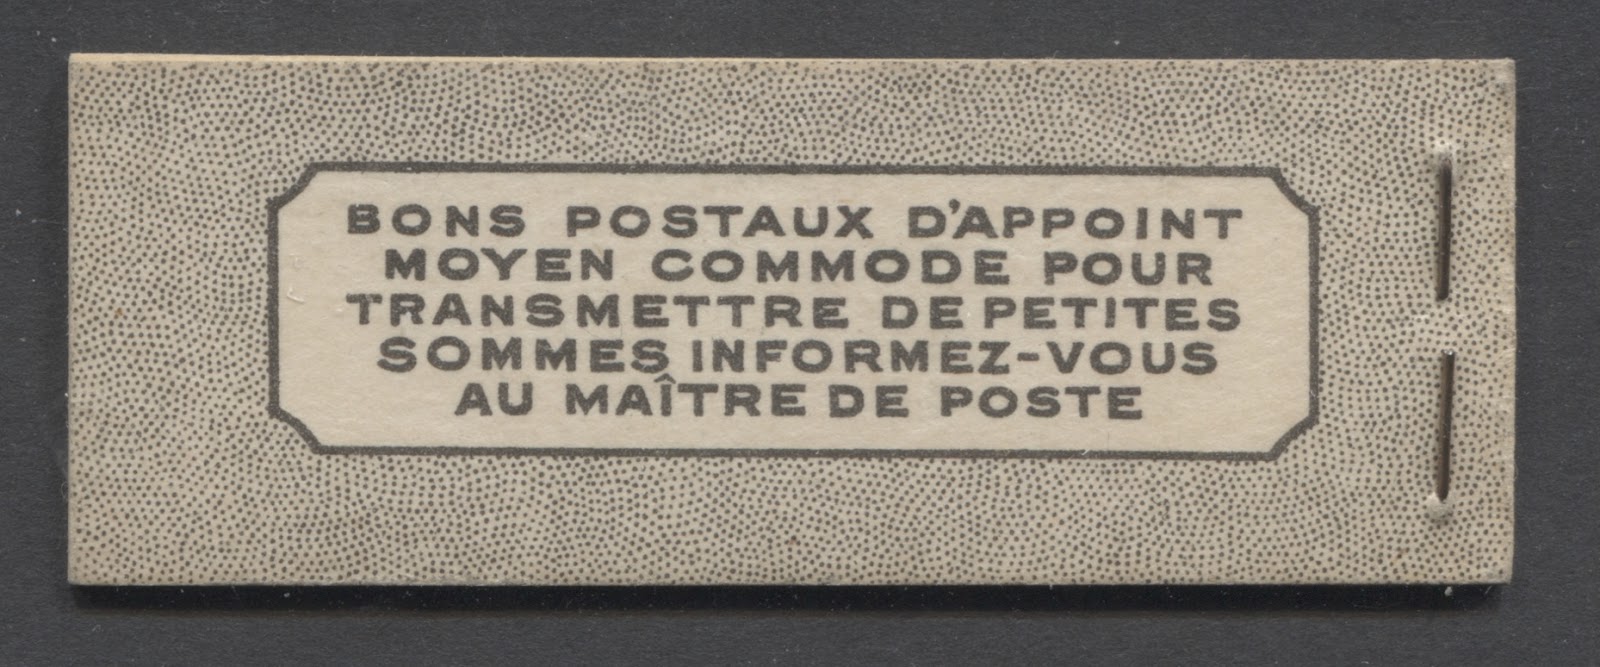 BONS POSTAUX D'APPOINT
MOYEN COMMODE POUR
TRANSMETTRE DE PETITES
SOMMES INFORMEZ-VOUS
AU MAÎTRE DE POSTE